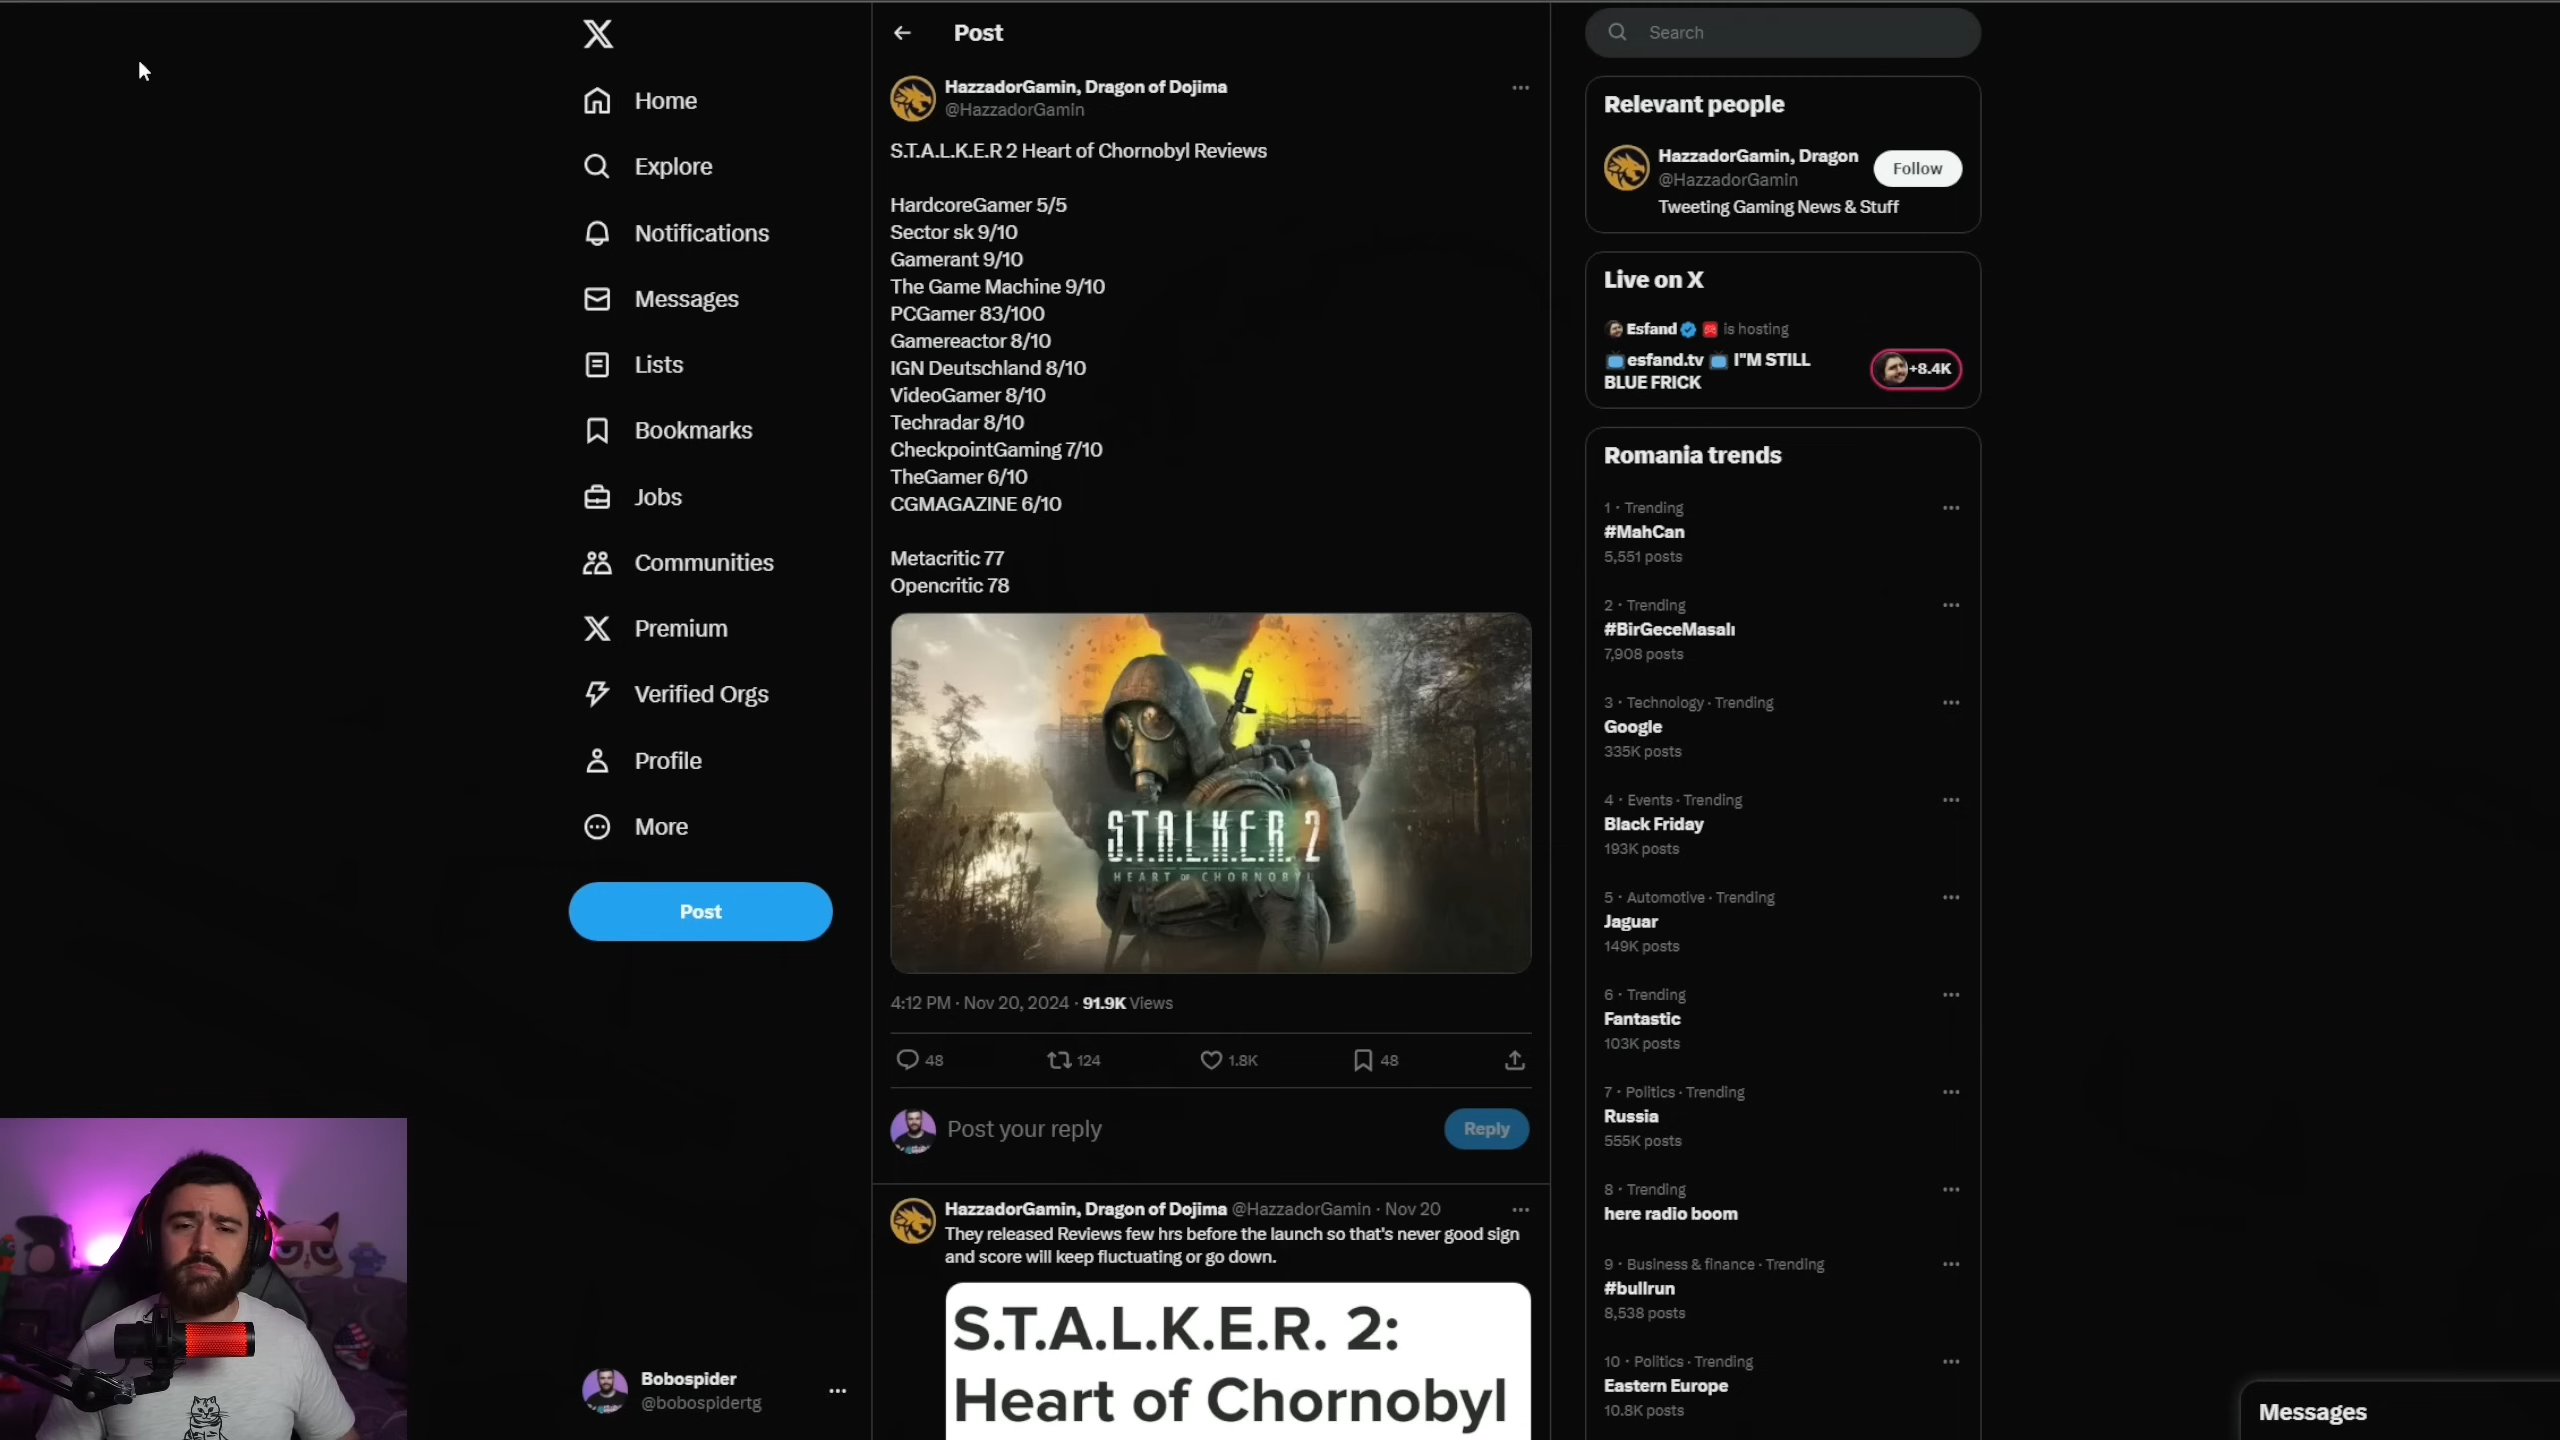 Home
Explore
Notifications
Messages
Lists
Bookmarks
Jobs
Communities
Premium
Verified Orgs
Profile
More
Post
Bobospider
@bobospidertg
Post
HazzadorGamin, Dragon of Dojima
@HazzadorGamin
S.T.A.L.K.E.R 2 Heart of Chornobyl Reviews
HardcoreGamer 5/5
Sector sk 9/10
Gamerant 9/10
The Game Machine 9/10
PCGamer 83/100
Gamereactor 8/10
IGN Deutschland 8/10
VideoGamer 8/10
Techradar 8/10
CheckpointGaming 7/10
TheGamer 6/10
CGMAGAZINE 6/10
Metacritic 77
Opencritic 78
S.T.A.L.K.E.R. 2
HEART OF CHORNOBYL
4:12 PM · Nov 20, 2024 · 91.9K Views
48 124 1.8K 48
Post your reply
Reply
HazzadorGamin, Dragon of Dojima @HazzadorGamin · Nov 20
They released Reviews few hrs before the launch so that's never good sign
and score will keep fluctuating or go down.
S.T.A.L.K.E.R. 2:
Heart of Chornobyl
Search
Relevant people
HazzadorGamin, Dragon
@HazzadorGamin
Follow
Tweeting Gaming News & Stuff
Live on X
Esfand is hosting
esfand.tv I"M STILL
BLUE FRICK
+8.4K
Romania trends
1 · Trending
#MahCan
5,551 posts
2 · Trending
#BirGeceMasalı
7,908 posts
3 · Technology · Trending
Google
335K posts
4 · Events · Trending
Black Friday
193K posts
5 · Automotive · Trending
Jaguar
149K posts
6 · Trending
Fantastic
103K posts
7 · Politics · Trending
Russia
555K posts
8 · Trending
here radio boom
9 · Business & finance · Trending
#bullrun
8,538 posts
10 · Politics · Trending
Eastern Europe
10.8K posts
Messages